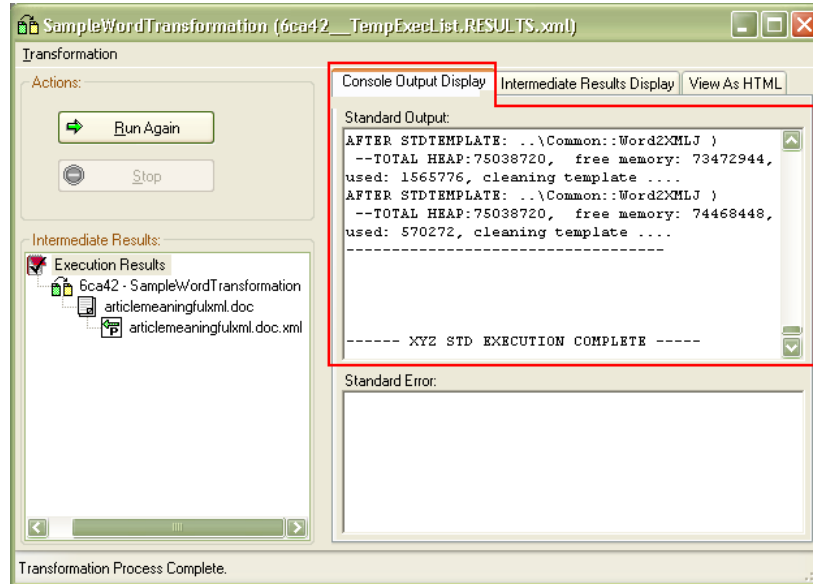 SampleWordTransformation (6ca42__TempExecList.RESULTS.xml)
Transformation
Actions:
Run Again
Stop
Intermediate Results:
Execution Results
6ca42 - SampleWordTransformation
articlemeaningfulxml.doc
articlemeaningfulxml.doc.xml
Console Output Display
Intermediate Results Display
View As HTML
Standard Output:
AFTER STDTEMPLATE: ..\Common::Word2XMLJ )
--TOTAL HEAP:75038720, free memory: 73472944,
used: 1565776, cleaning template ....
AFTER STDTEMPLATE: ..\Common::Word2XMLJ )
--TOTAL HEAP:75038720, free memory: 74468448,
used: 570272, cleaning template ....
-----------------------------------
------ XYZ STD EXECUTION COMPLETE -----
Standard Error:
Transformation Process Complete.